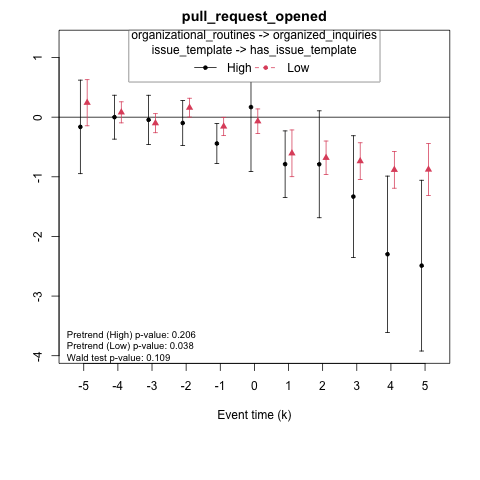 pull_request_opened
organizational_routines -> organized_inquiries
issue_template -> has_issue_template
High Low
1
0
-1
-2
-3
-4
Pretrend (High) p-value: 0.206
Pretrend (Low) p-value: 0.038
Wald test p-value: 0.109
-5 -4 -3 -2 -1 0 1 2 3 4 5
Event time (k)